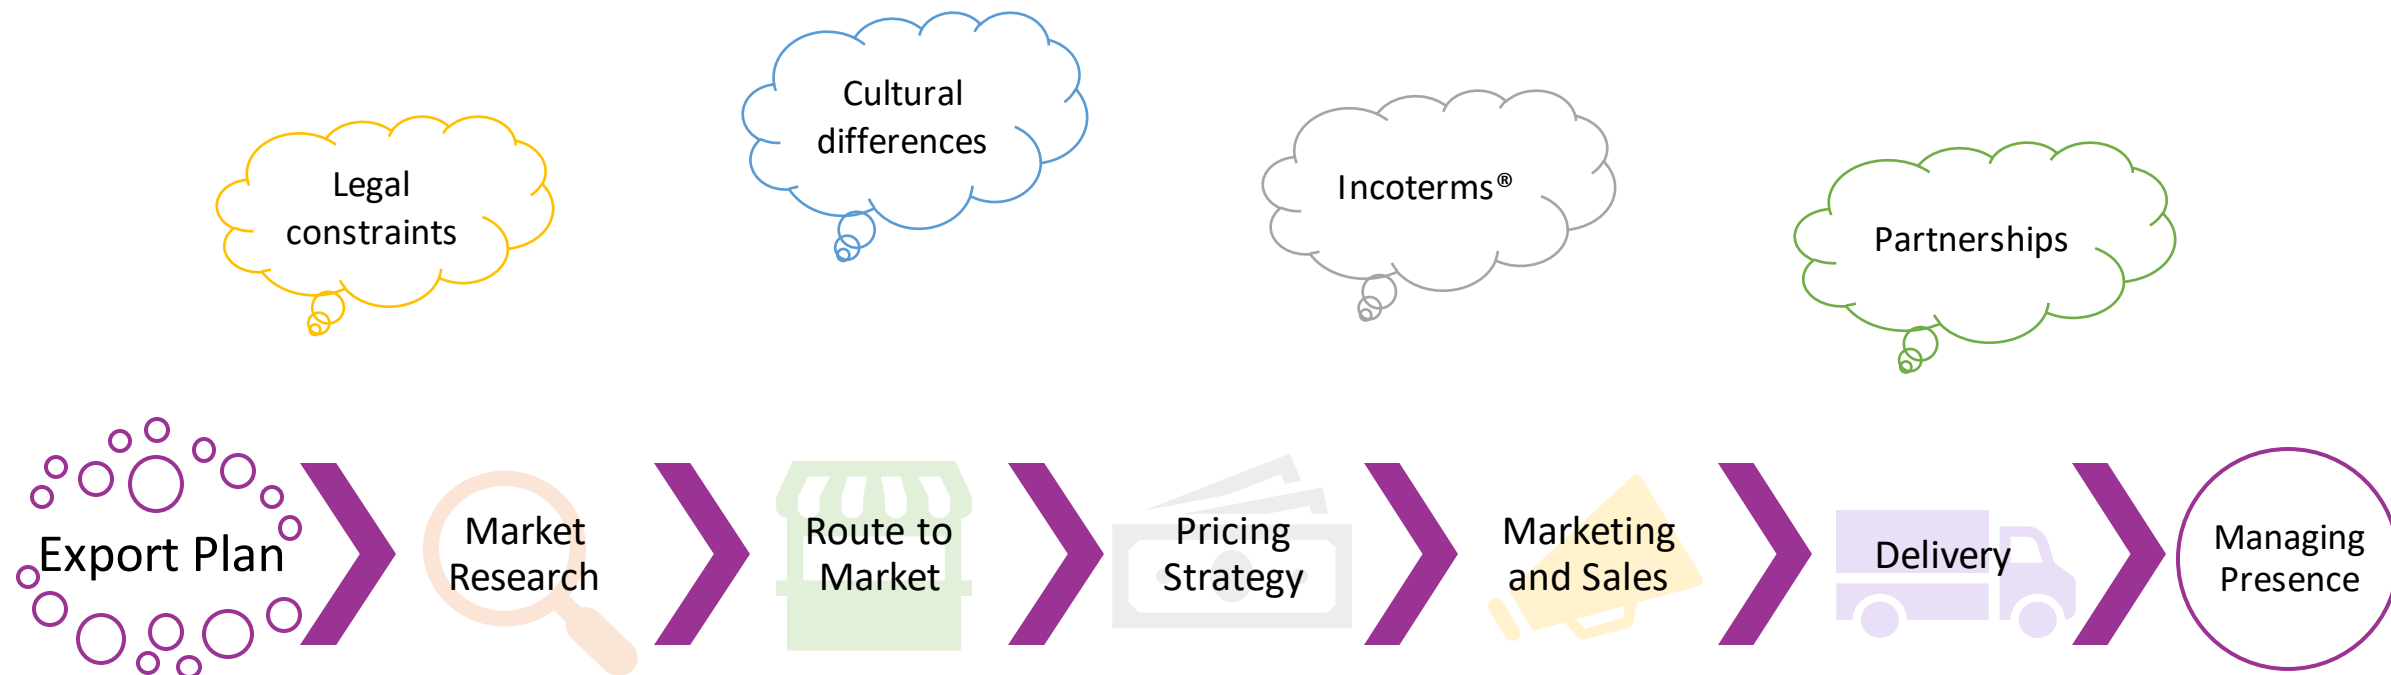 Legal
constraints
Cultural
differences
Incoterms®
Partnerships
Export Plan
Market
Research
Route to
Market
Pricing
Strategy
Marketing
and Sales
Delivery
Managing
Presence